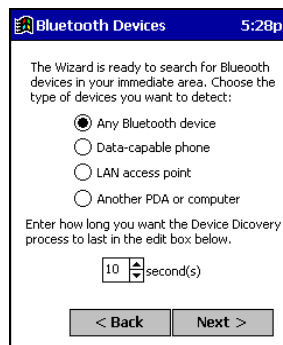 Bluetooth Devices 5:28p
The Wizard is ready to search for Blueooth
devices in your immediate area. Choose the
type of devices you want to detect:
Any Bluetooth device
Data-capable phone
LAN access point
Another PDA or computer
Enter how long you want the Device Dicovery
process to last in the edit box below.
10 second(s)
< Back Next >